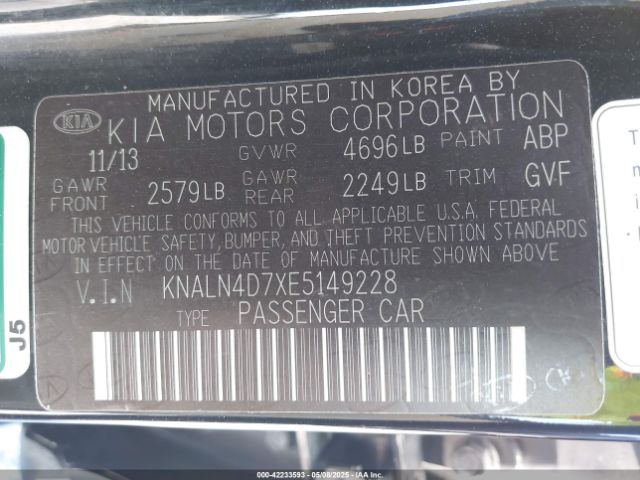 MANUFACTURED IN KOREA BY
KIA KIA MOTORS CORPORATION
11/13 GVWR 4696LB PAINT ABP
GAWR FRONT 2579LB GAWR REAR 2249LB TRIM GVF
THIS VEHICLE CONFORMS TO ALL APPLICABLE U.S.A. FEDERAL
MOTOR VEHICLE SAFETY, BUMPER, AND THEFT PREVENTION STANDARDS
IN EFFECT ON THE DATE OF MANUFACTURE SHOWN ABOVE
V.I.N KNALN4D7XE5149228
TYPE PASSENGER CAR
J5
000-42233593 05/08/2025 IAAI.COM